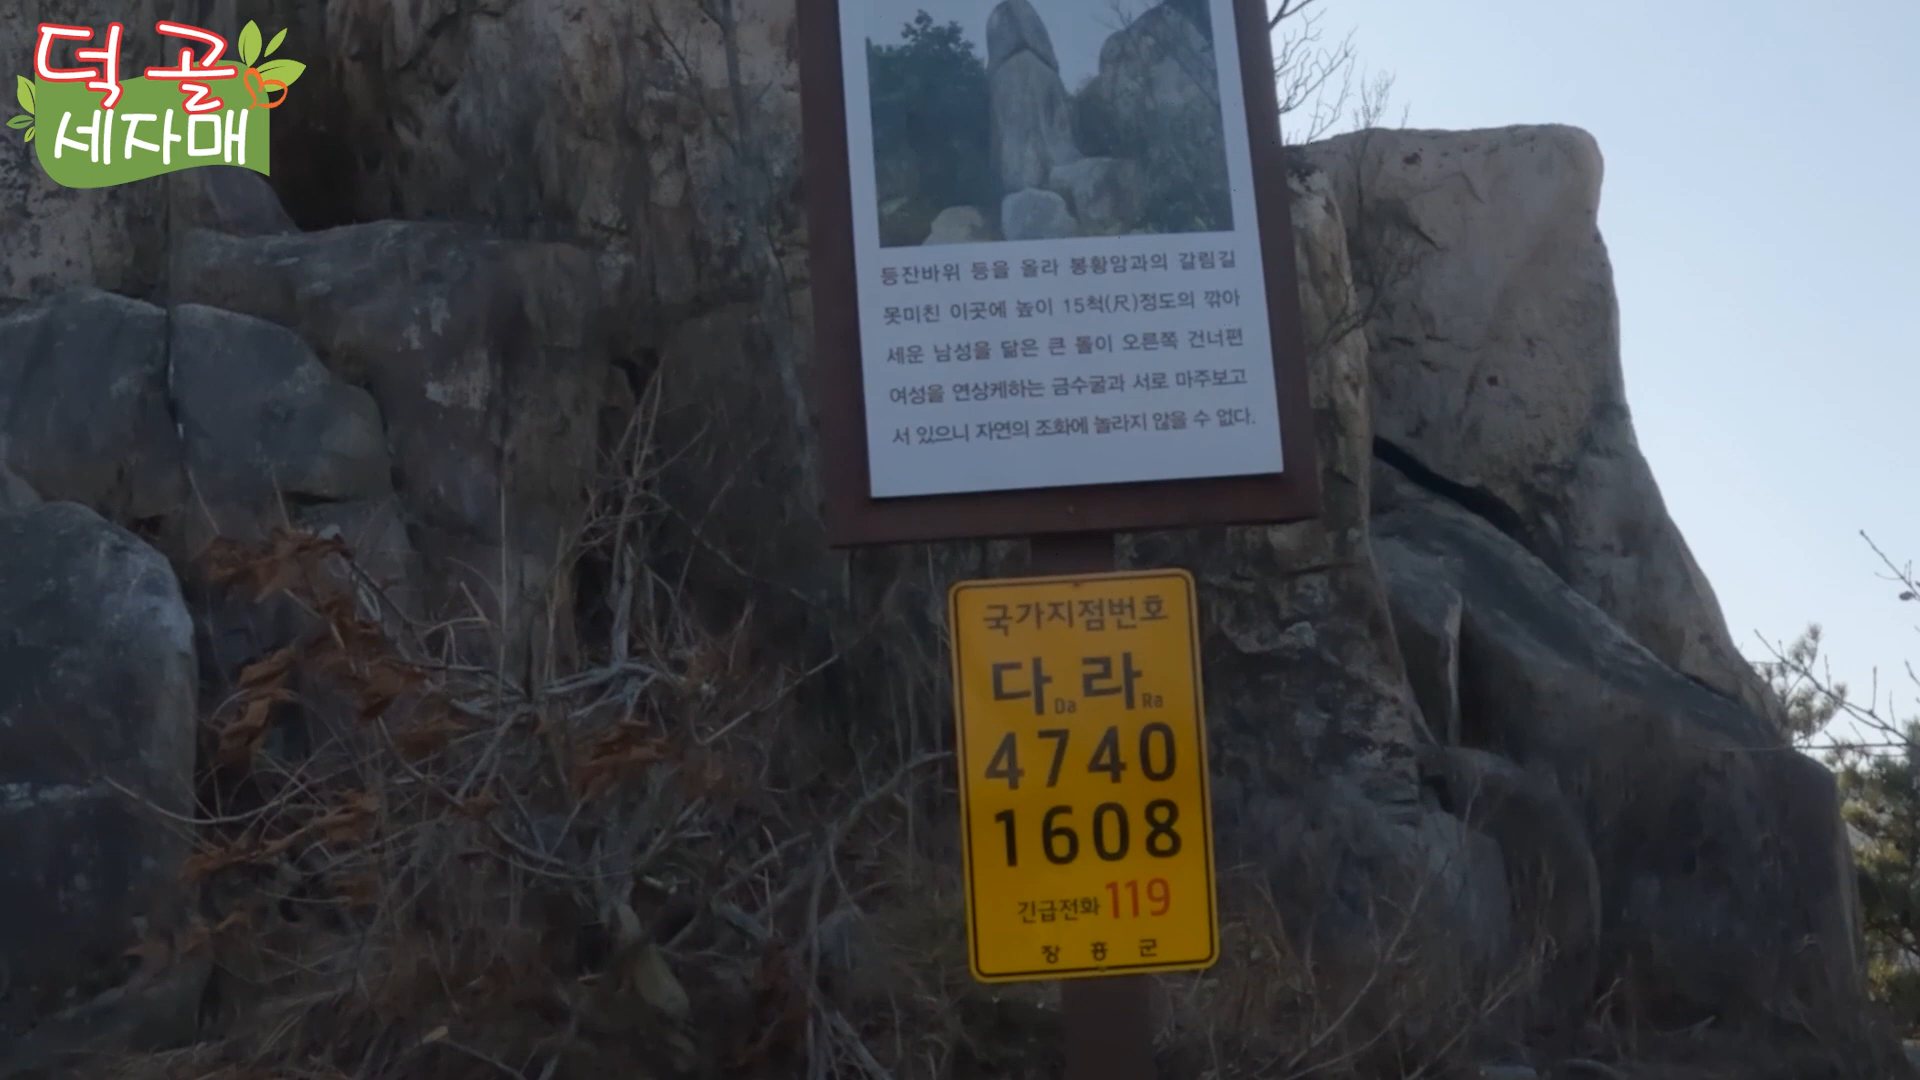 덕골
세자매
등잔바위 등을 올라 봉황암과의 갈림길
못미친 이곳에 높이 15척(尺)정도의 깎아
세운 남성을 닮은 큰 돌이 오른쪽 건너편
여성을 연상케하는 금수굴과 서로 마주보고
서 있으니 자연의 조화에 놀라지 않을 수 없다.
국가지점번호
다Da 라Ra
4740
1608
긴급전화 119
장흥군